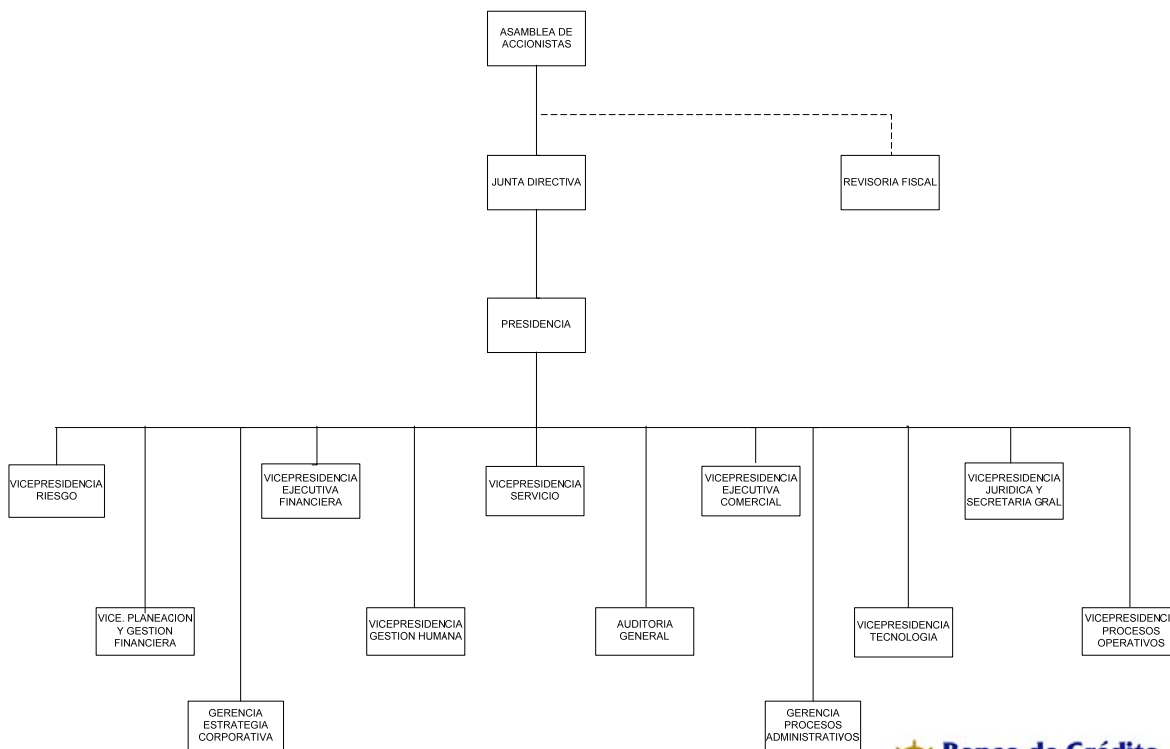 ASAMBLEA DE
ACCIONISTAS
JUNTA DIRECTIVA
REVISORIA FISCAL
PRESIDENCIA
VICEPRESIDENCIA
RIESGO
VICEPRESIDENCIA
EJECUTIVA
FINANCIERA
VICEPRESIDENCIA
SERVICIO
VICEPRESIDENCIA
EJECUTIVA
COMERCIAL
VICEPRESIDENCIA
JURIDICA Y
SECRETARIA GRAL
VICE. PLANEACION
Y GESTION
FINANCIERA
VICEPRESIDENCIA
GESTION HUMANA
AUDITORIA
GENERAL
VICEPRESIDENCIA
TECNOLOGIA
VICEPRESIDENCIA
PROCESOS
OPERATIVOS
GERENCIA
ESTRATEGIA
CORPORATIVA
GERENCIA
PROCESOS
ADMINISTRATIVOS
Banco de Crédito